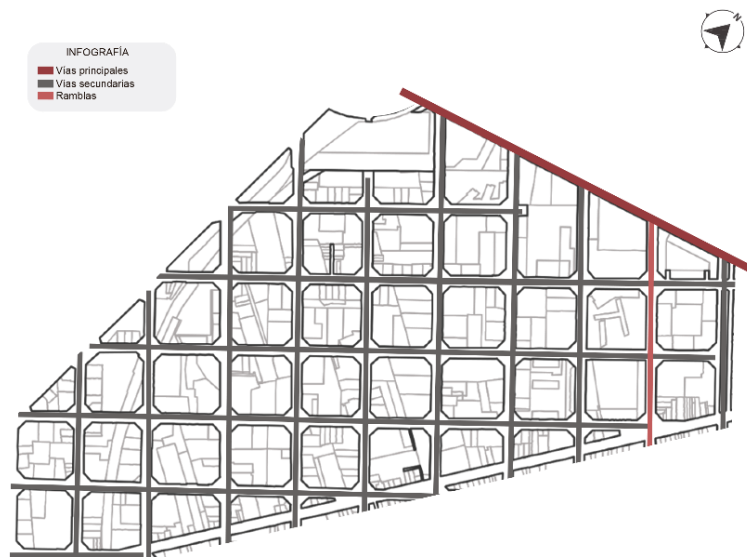 INFOGRAFÍA
Vías principales
Vías secundarias
Ramblas
N